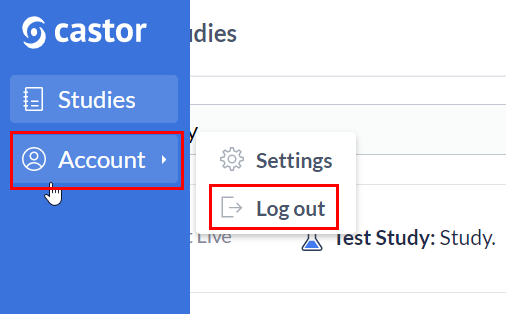 castor
udies
Studies
y
Account
Settings
Log out
t Live
Test Study: Study.